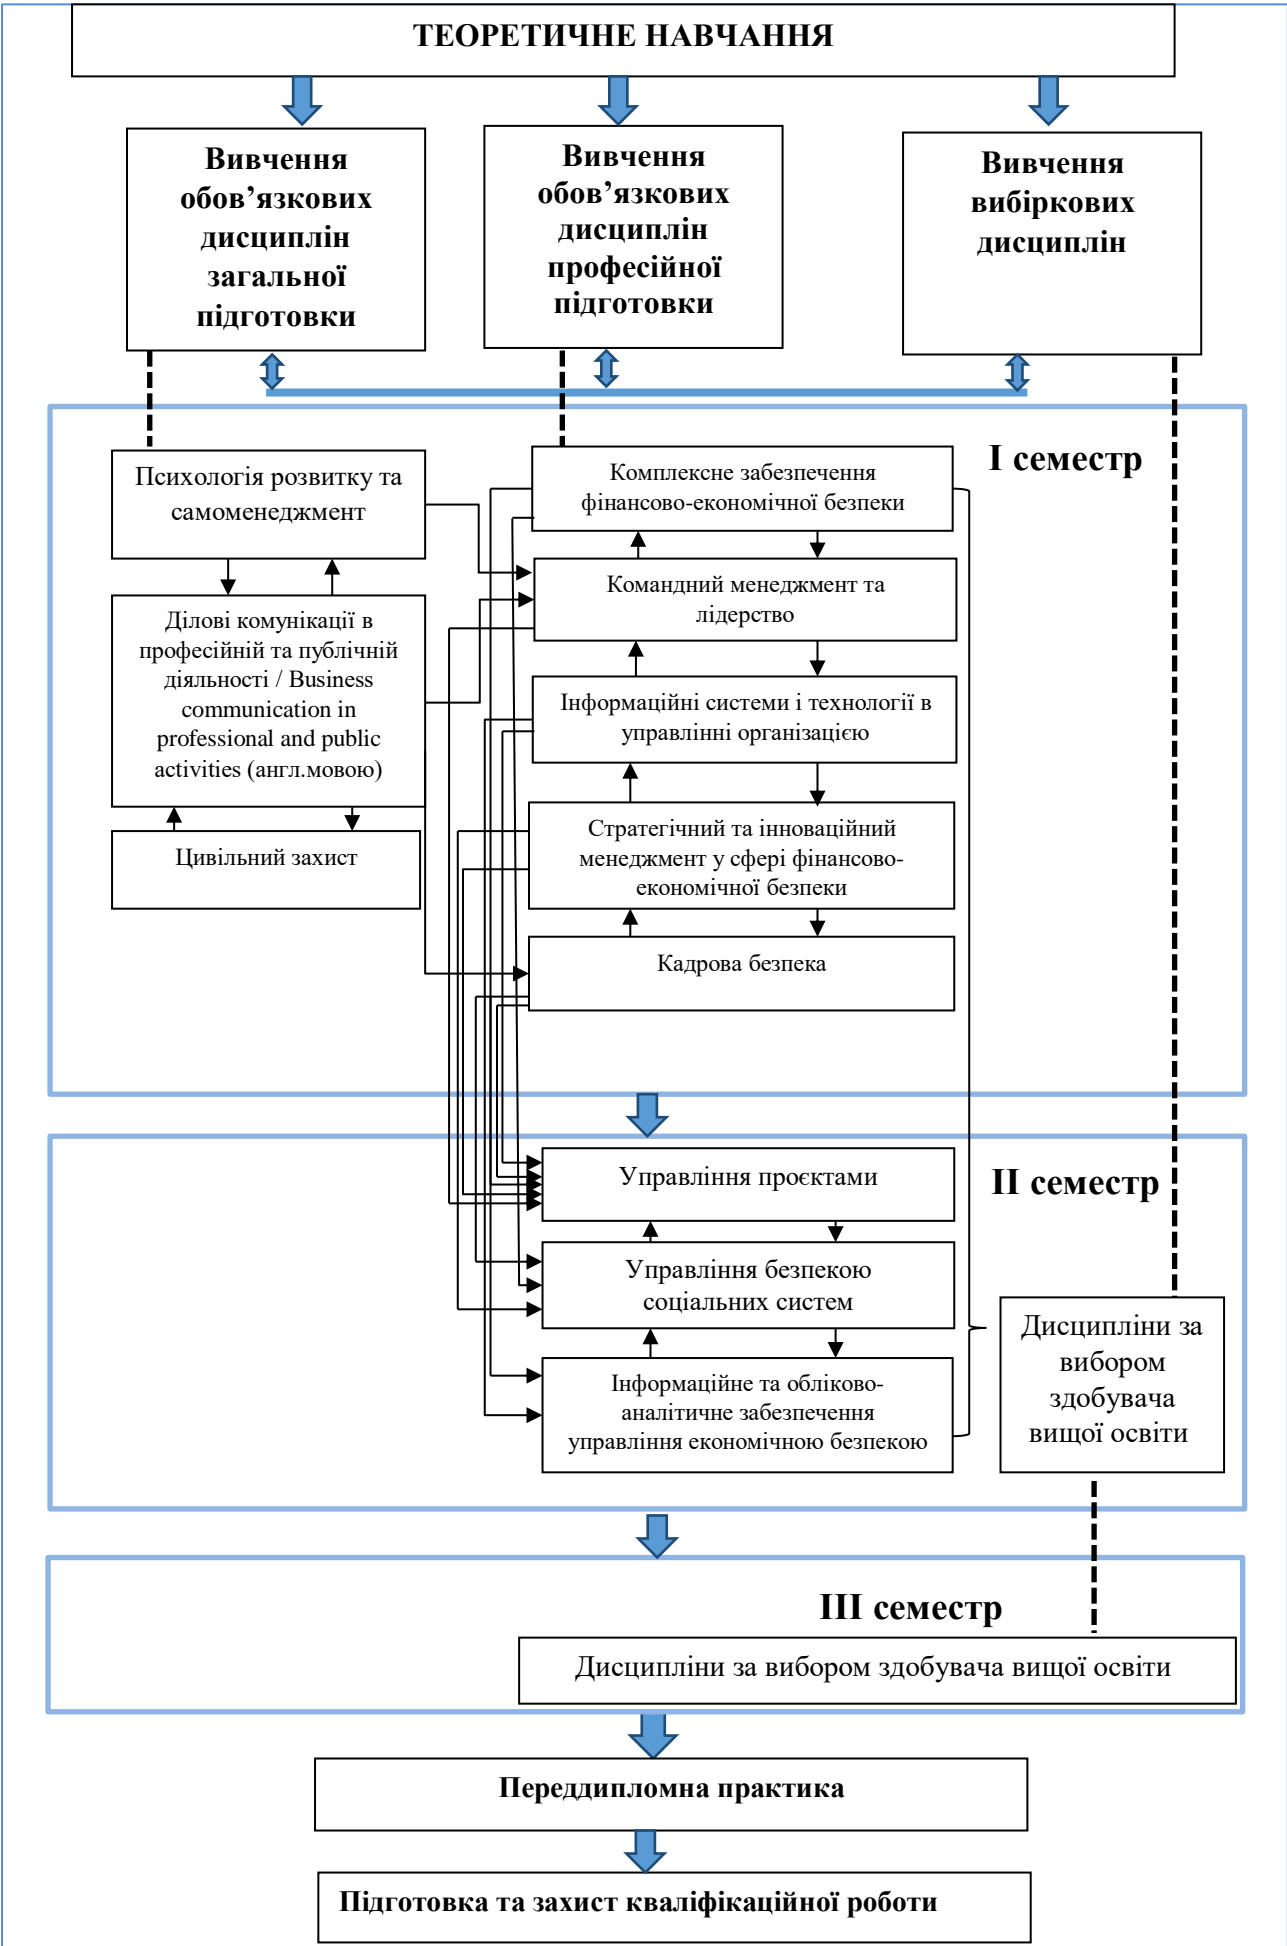 ТЕОРЕТИЧНЕ НАВЧАННЯ
Вивчення
обов’язкових
дисциплін
загальної
підготовки
Вивчення
обов’язкових
дисциплін
професійної
підготовки
Вивчення
вибіркових
дисциплін
І семестр
Психологія розвитку та
самоменеджмент
Ділові комунікації в
професійній та публічній
діяльності / Business
communication in
professional and public
activities (англ.мовою)
Цивільний захист
Комплексне забезпечення
фінансово-економічної безпеки
Командний менеджмент та
лідерство
Інформаційні системи і технології в
управлінні організацією
Стратегічний та інноваційний
менеджмент у сфері фінансово-
економічної безпеки
Кадрова безпека
ІІ семестр
Управління проєктами
Управління безпекою
соціальних систем
Інформаційне та обліково-
аналітичне забезпечення
управління економічною безпекою
Дисципліни за
вибором
здобувача
вищої освіти
ІІІ семестр
Дисципліни за вибором здобувача вищої освіти
Переддипломна практика
Підготовка та захист кваліфікаційної роботи